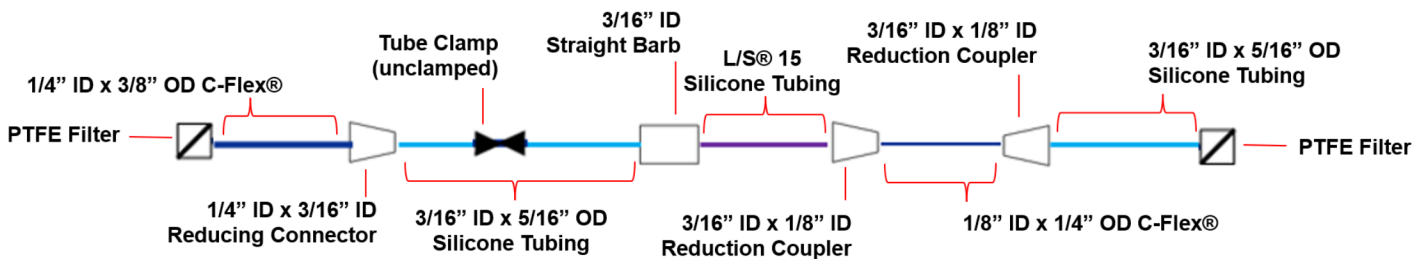 PTFE Filter
1/4” ID x 3/8” OD C-Flex®
1/4” ID x 3/16” ID
Reducing Connector
Tube Clamp
(unclamped)
3/16” ID x 5/16” OD
Silicone Tubing
3/16” ID
Straight Barb
L/S® 15
Silicone Tubing
3/16” ID x 1/8” ID
Reduction Coupler
1/8” ID x 1/4” OD C-Flex®
3/16” ID x 1/8” ID
Reduction Coupler
3/16” ID x 5/16” OD
Silicone Tubing
PTFE Filter